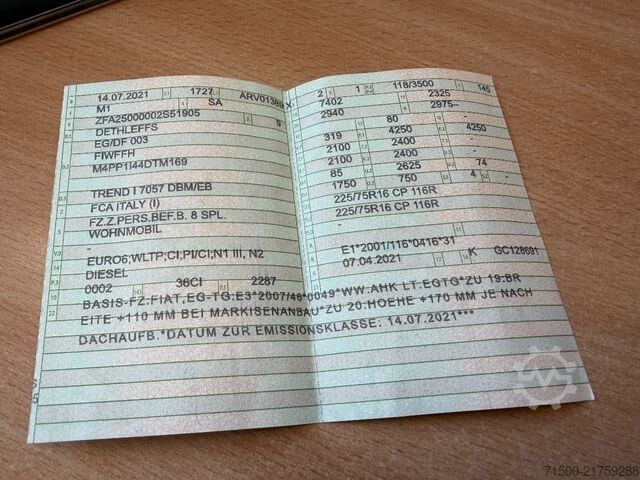 14.07.2021 1727 ARV01389 X
M1 SA
ZFA25000002S51905 9
DETHLEFFS
EG/DF 003
FIWFFH
M4PP1I44DTM169
-
TREND I 7057 DBM/EB
FCA ITALY (I)
FZ.Z.PERS.BEF.B. 8 SPL.
WOHNMOBIL
-
EURO6;WLTP;CI;PI/CI;N1 III, N2
DIESEL
0002 36CI 2287
2 1 118/3500 145
7402 2325
2940 2975--
80 -
319 4250 4250
2100 2400 -
2100 2400 -
85 2625 74
1750 750 4 -
225/75R16 CP 116R
225/75R16 CP 116R
-
-
E1*2001/116*0416*31
07.04.2021 K GC128691
BASIS-FZ:FIAT,EG-TG.E3*2007/46*0049*WW.AHK LT.EGTG*ZU 19:BR
EITE +110 MM BEI MARKISENANBAU*ZU 20:HOEHE +170 MM JE NACH
DACHAUFB.*DATUM ZUR EMISSIONSKLASSE: 14.07.2021***
71500-21759288